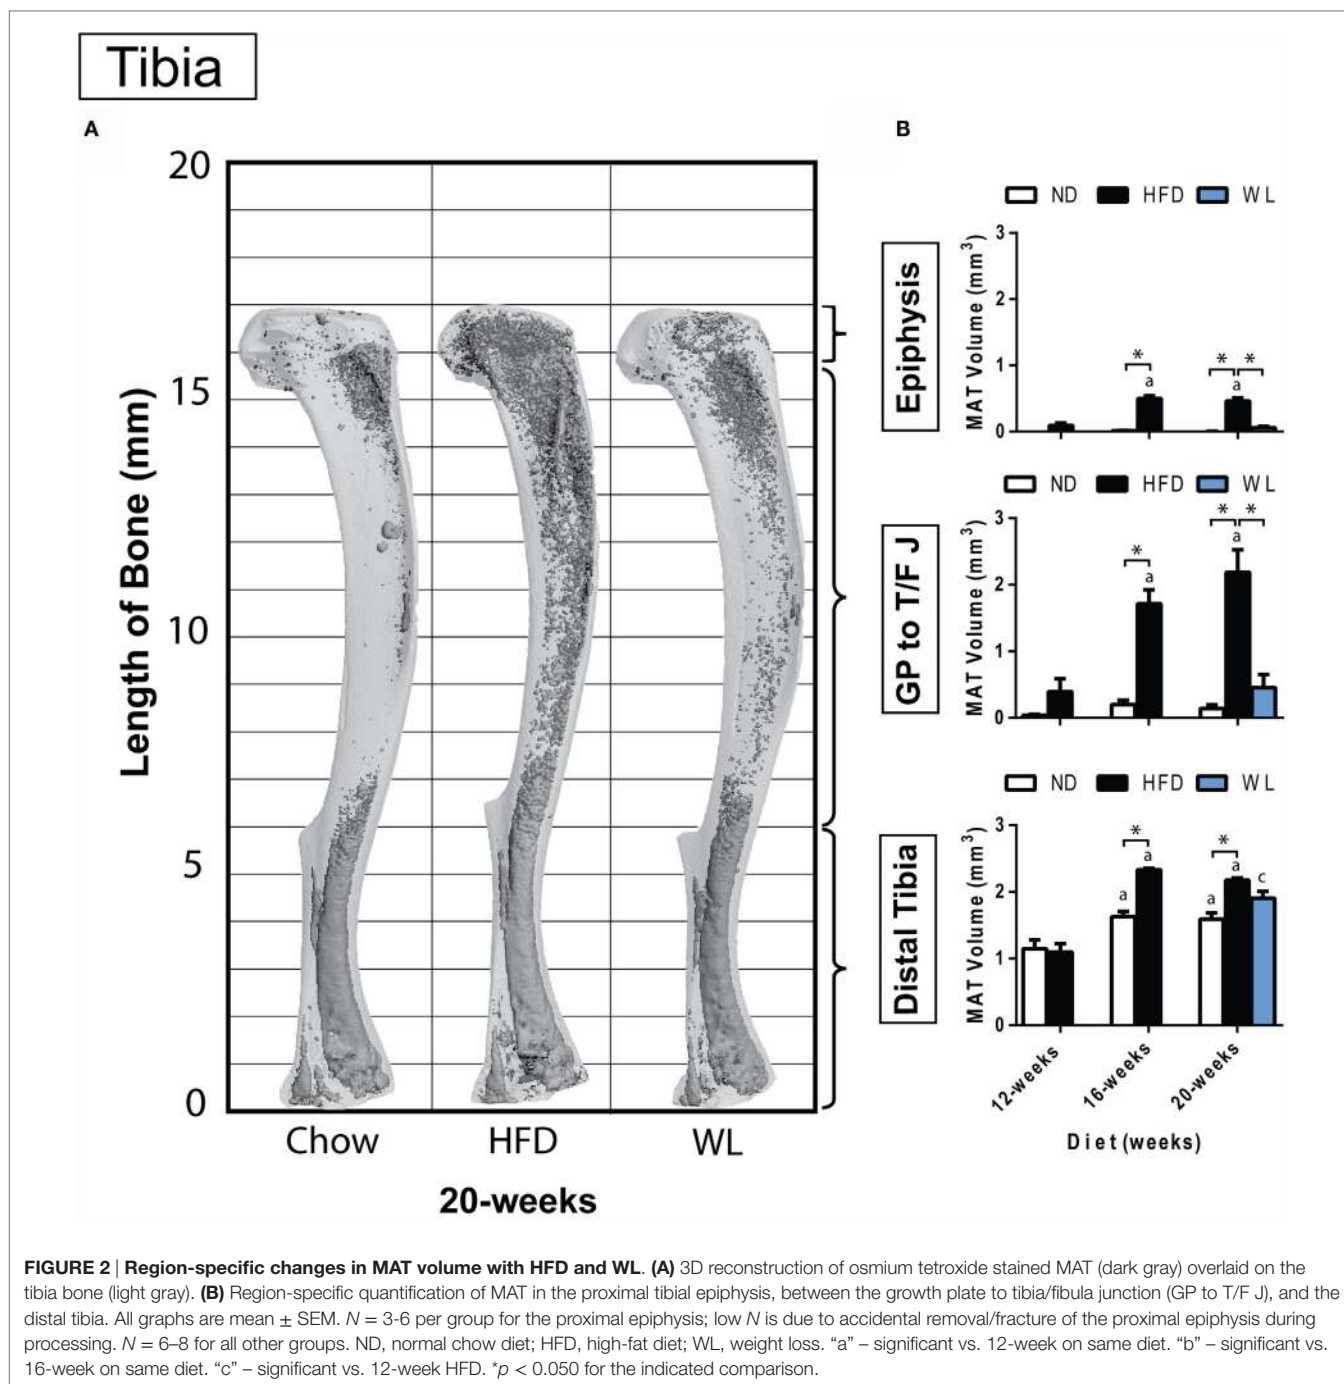 Tibia
A
20
15
10
5
0
Length of Bone (mm)
Chow HFD WL
20-weeks
B
ND HFD WL
Epiphysis
MAT Volume (mm³)
3
2
1
0
* * *
a a
ND HFD WL
GP to T/F J
MAT Volume (mm³)
3
2
1
0
* * *
a a
ND HFD WL
Distal Tibia
MAT Volume (mm³)
3
2
1
0
* *
a a a a c
12-weeks 16-weeks 20-weeks
Diet (weeks)
FIGURE 2 | Region-specific changes in MAT volume with HFD and WL. (A) 3D reconstruction of osmium tetroxide stained MAT (dark gray) overlaid on the
tibia bone (light gray). (B) Region-specific quantification of MAT in the proximal tibial epiphysis, between the growth plate to tibia/fibula junction (GP to T/F J), and the
distal tibia. All graphs are mean ± SEM. N = 3-6 per group for the proximal epiphysis; low N is due to accidental removal/fracture of the proximal epiphysis during
processing. N = 6–8 for all other groups. ND, normal chow diet; HFD, high-fat diet; WL, weight loss. “a” – significant vs. 12-week on same diet. “b” – significant vs.
16-week on same diet. “c” – significant vs. 12-week HFD. *p < 0.050 for the indicated comparison.